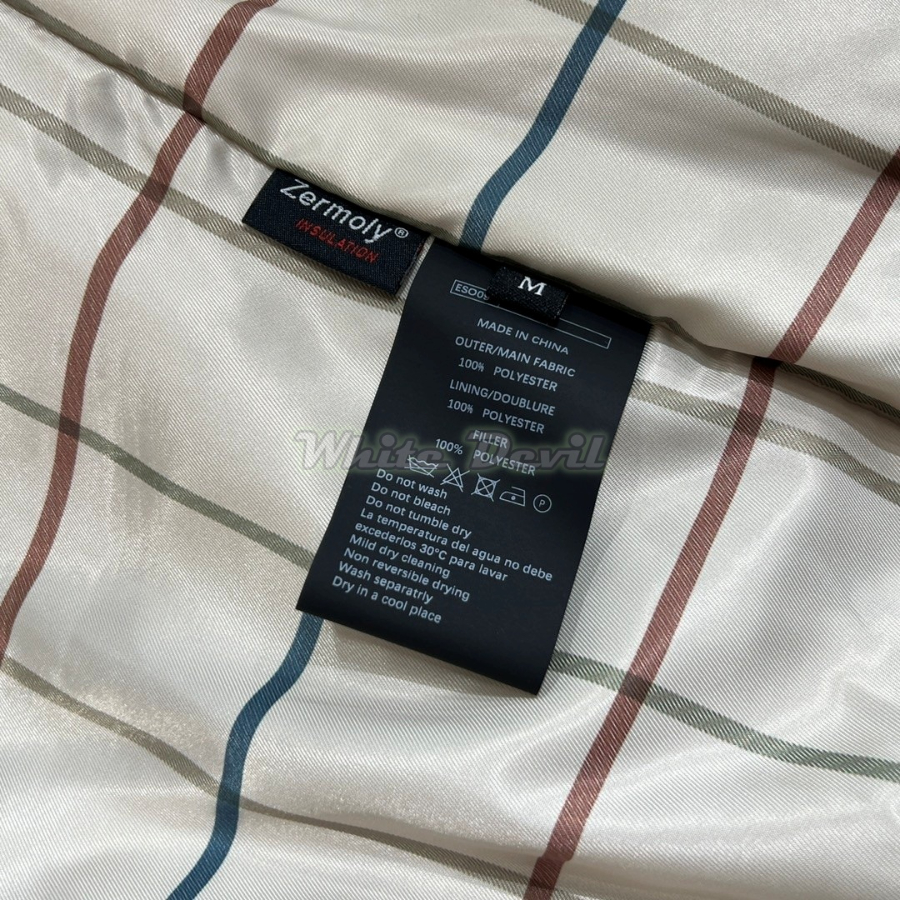 Zermoly®
INSULATION
M
MADE IN CHINA
OUTER/MAIN FABRIC
100% POLYESTER
LINING/DOUBLURE
100% POLYESTER
FILLER
100% POLYESTER
White Devil
P
Do not wash
Do not bleach
Do not tumble dry
La temperatura del agua no debe
excederlos 30°C para lavar
Mild dry cleaning
Non reversible drying
Wash separatrly
Dry in a cool place